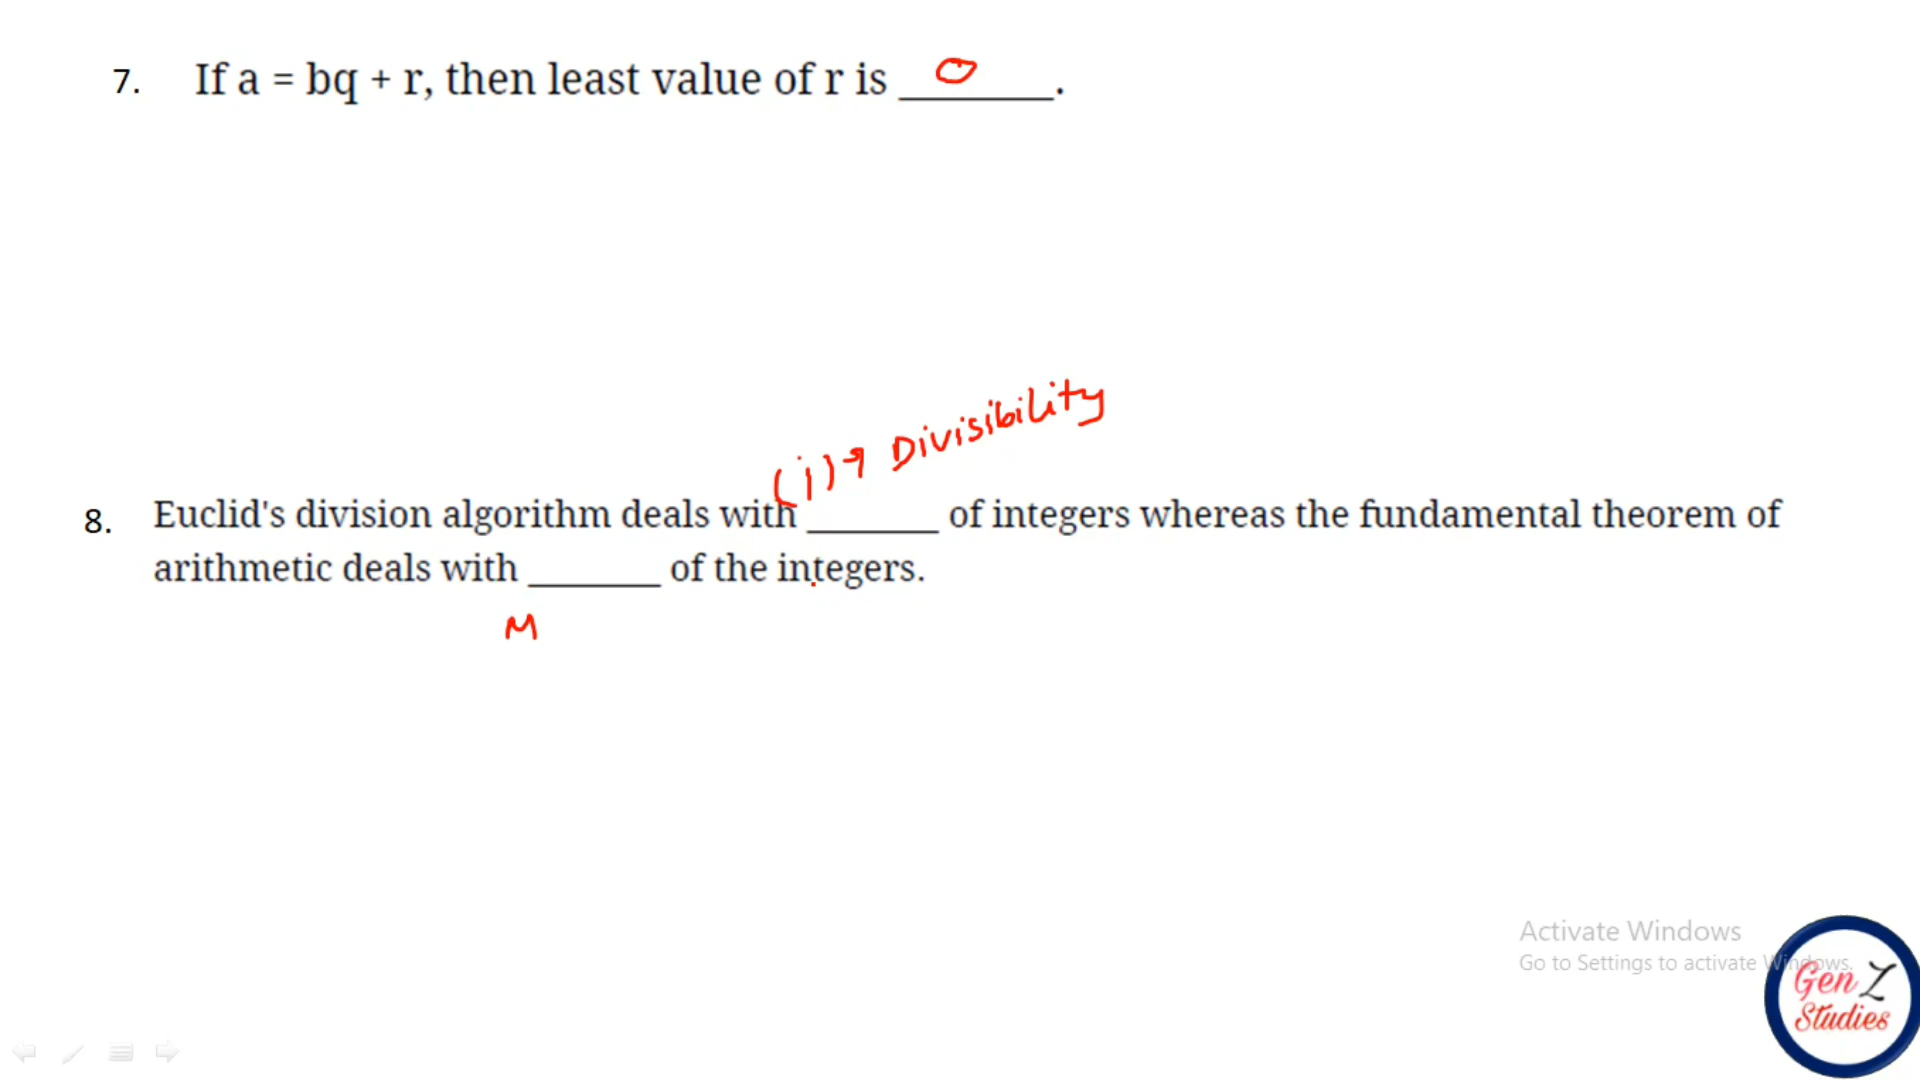 7. If a = bq + r, then least value of r is ___0___.
(i) → Divisibility
8. Euclid's division algorithm deals with ______ of integers whereas the fundamental theorem of
arithmetic deals with ______ of the integers.
M
Activate Windows
Go to Settings to activate Windows.
Gen Z
Studies